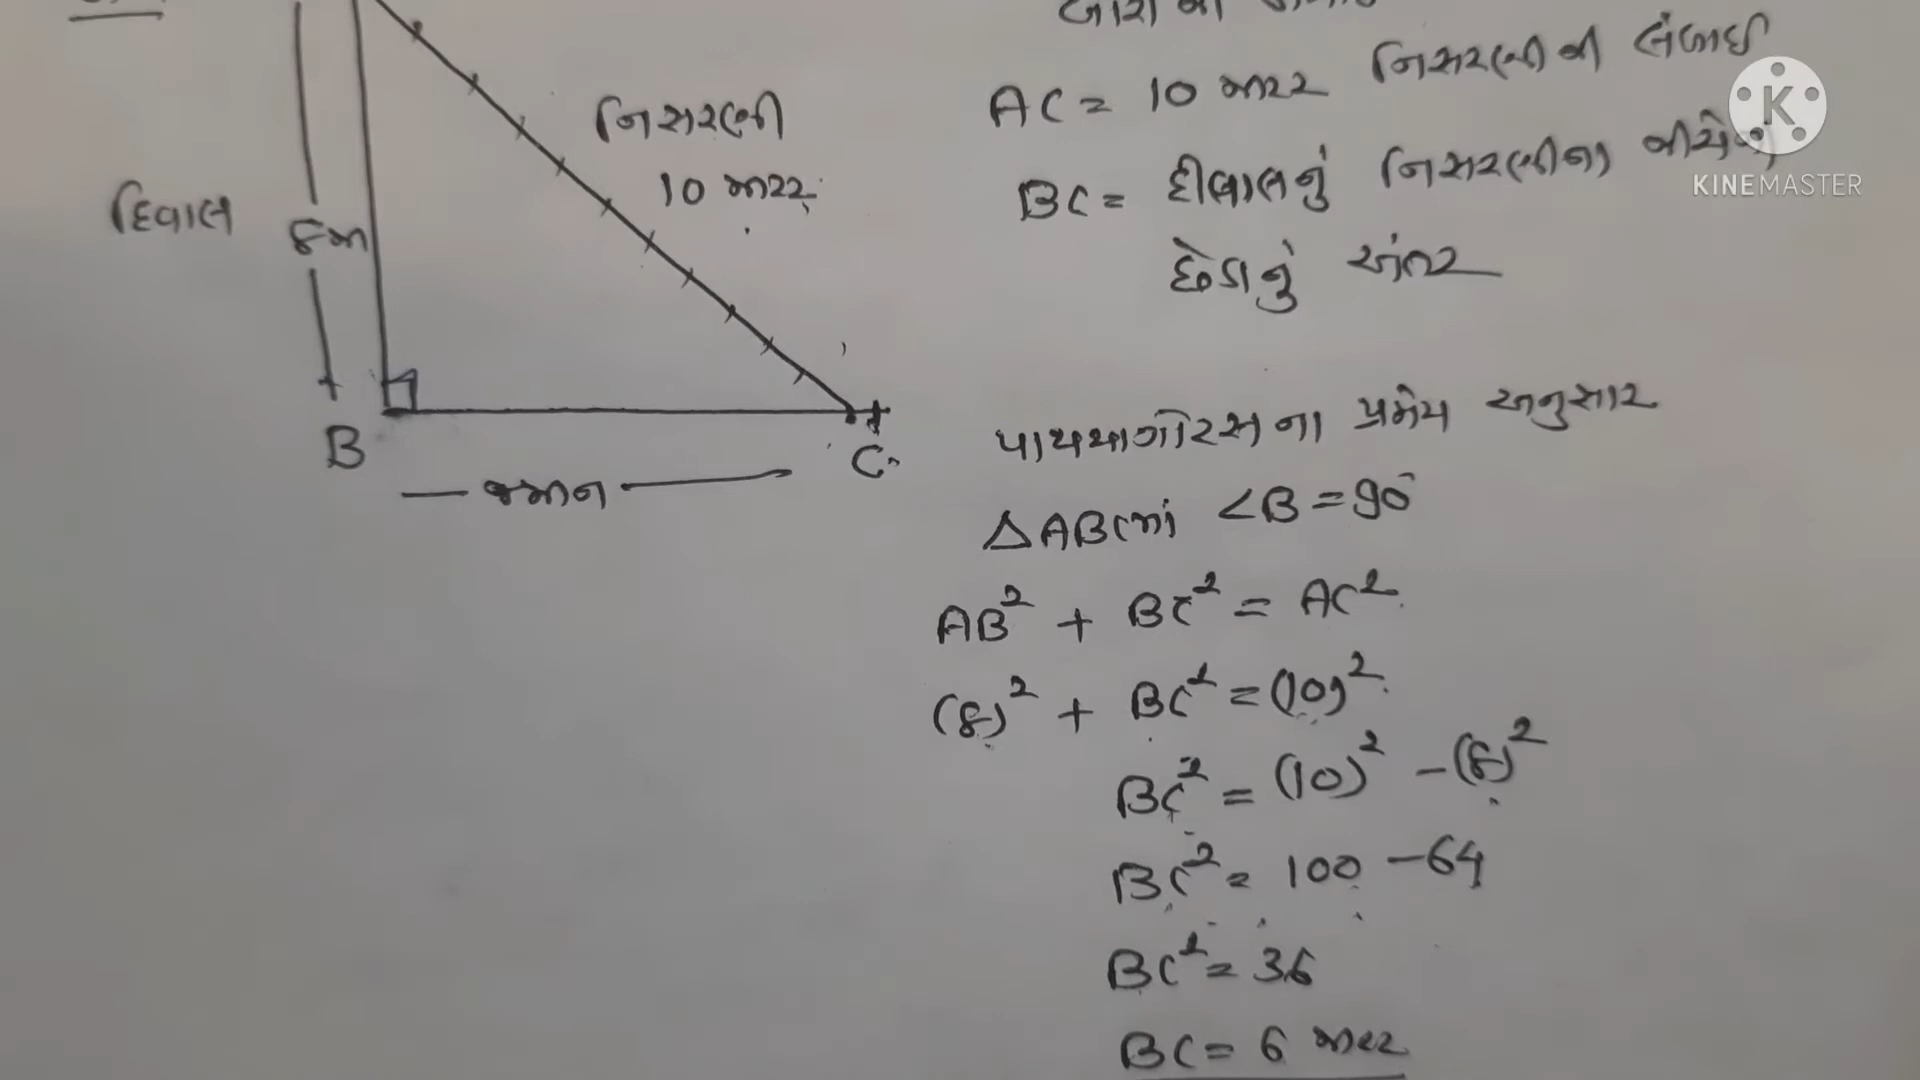 AC = 10 મીટર નિસરણીની લંબાઈ
BC = દીવાલનું નિસરણીના નીચેના
છેડાનું અંતર
નિસરણી
10 મીટર
દિવાલ
8મી
B
C
જમીન
પાયથાગોરસના પ્રમેય અનુસાર
△ABCમાં ∠B = 90°
AB² + BC² = AC²
(8)² + BC² = (10)²
BC² = (10)² - (8)²
BC² = 100 - 64
BC² = 36
BC = 6 મીટર
K
KINEMASTER